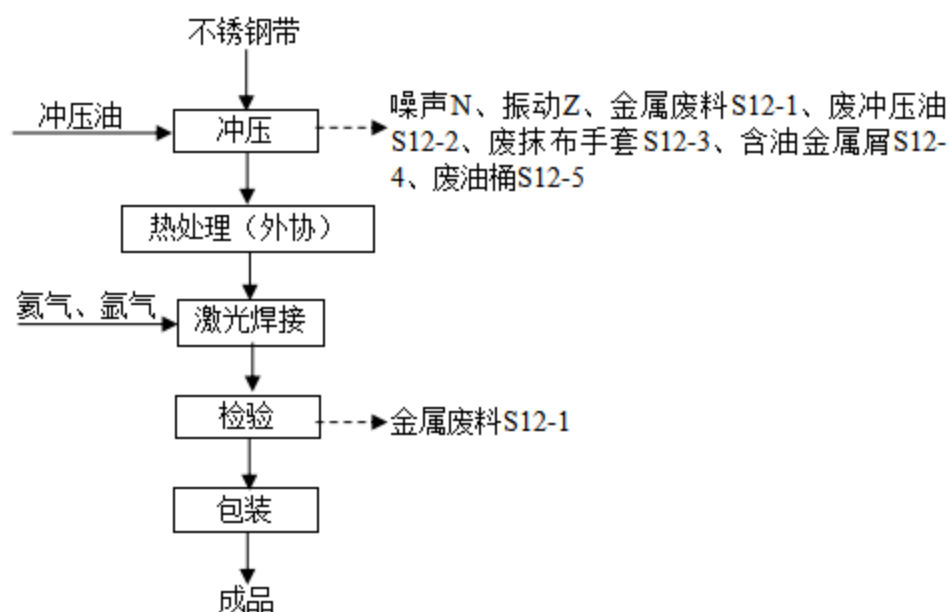 不锈钢带
冲压油
冲压
噪声N、振动Z、金属废料S12-1、废冲压油
S12-2、废抹布手套S12-3、含油金属屑S12-
4、废油桶S12-5
热处理（外协）
氦气、氩气
激光焊接
检验
金属废料S12-1
包装
成品